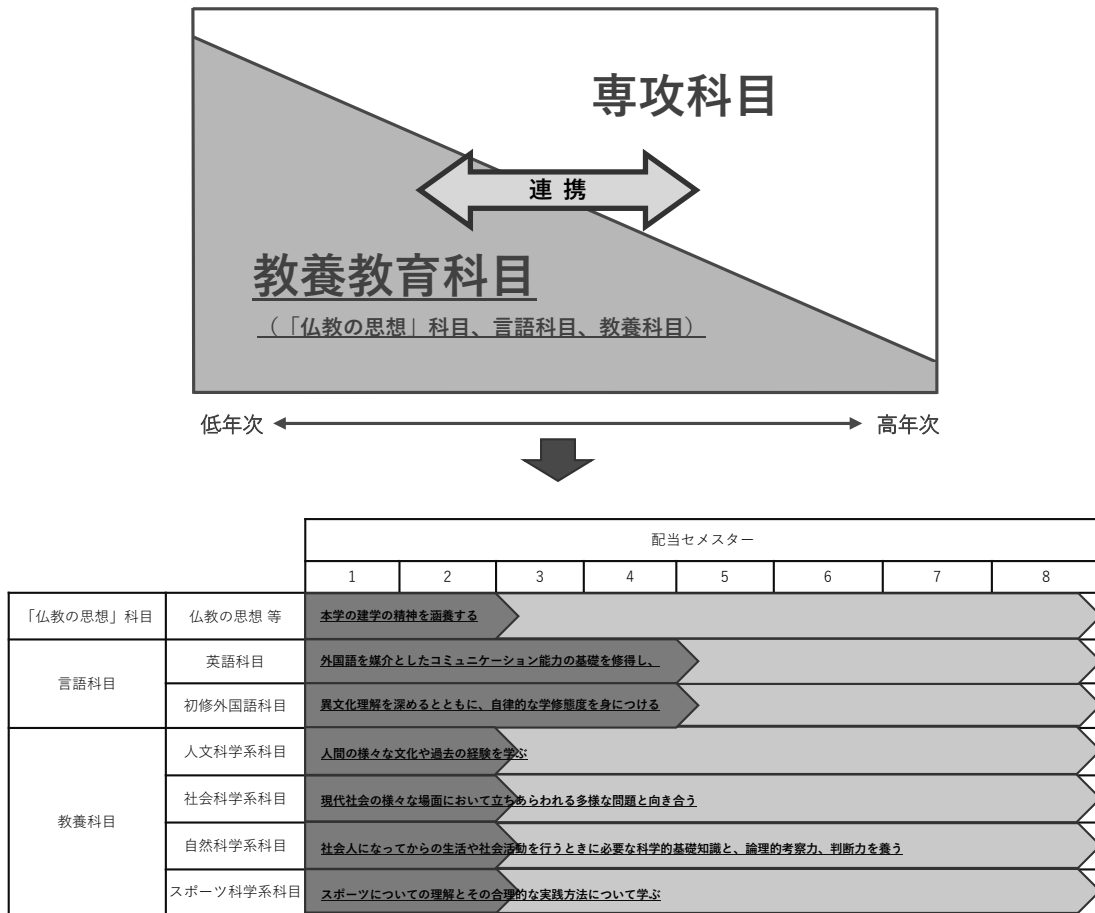 専攻科目
連 携
教養教育科目
（「仏教の思想」科目、言語科目、教養科目）
低年次
高年次
配当セメスター
1 2 3 4 5 6 7 8
「仏教の思想」科目 仏教の思想 等 本学の建学の精神を涵養する
言語科目
英語科目 外国語を媒介としたコミュニケーション能力の基礎を修得し、
初修外国語科目 異文化理解を深めるとともに、自律的な学修態度を身につける
教養科目
人文科学系科目 人間の様々な文化や過去の経験を学ぶ
社会科学系科目 現代社会の様々な場面において立ちあらわれる多様な問題と向き合う
自然科学系科目 社会人になってからの生活や社会活動を行うときに必要な科学的基礎知識と、論理的考察力、判断力を養う
スポーツ科学系科目 スポーツについての理解とその合理的な実践方法について学ぶ